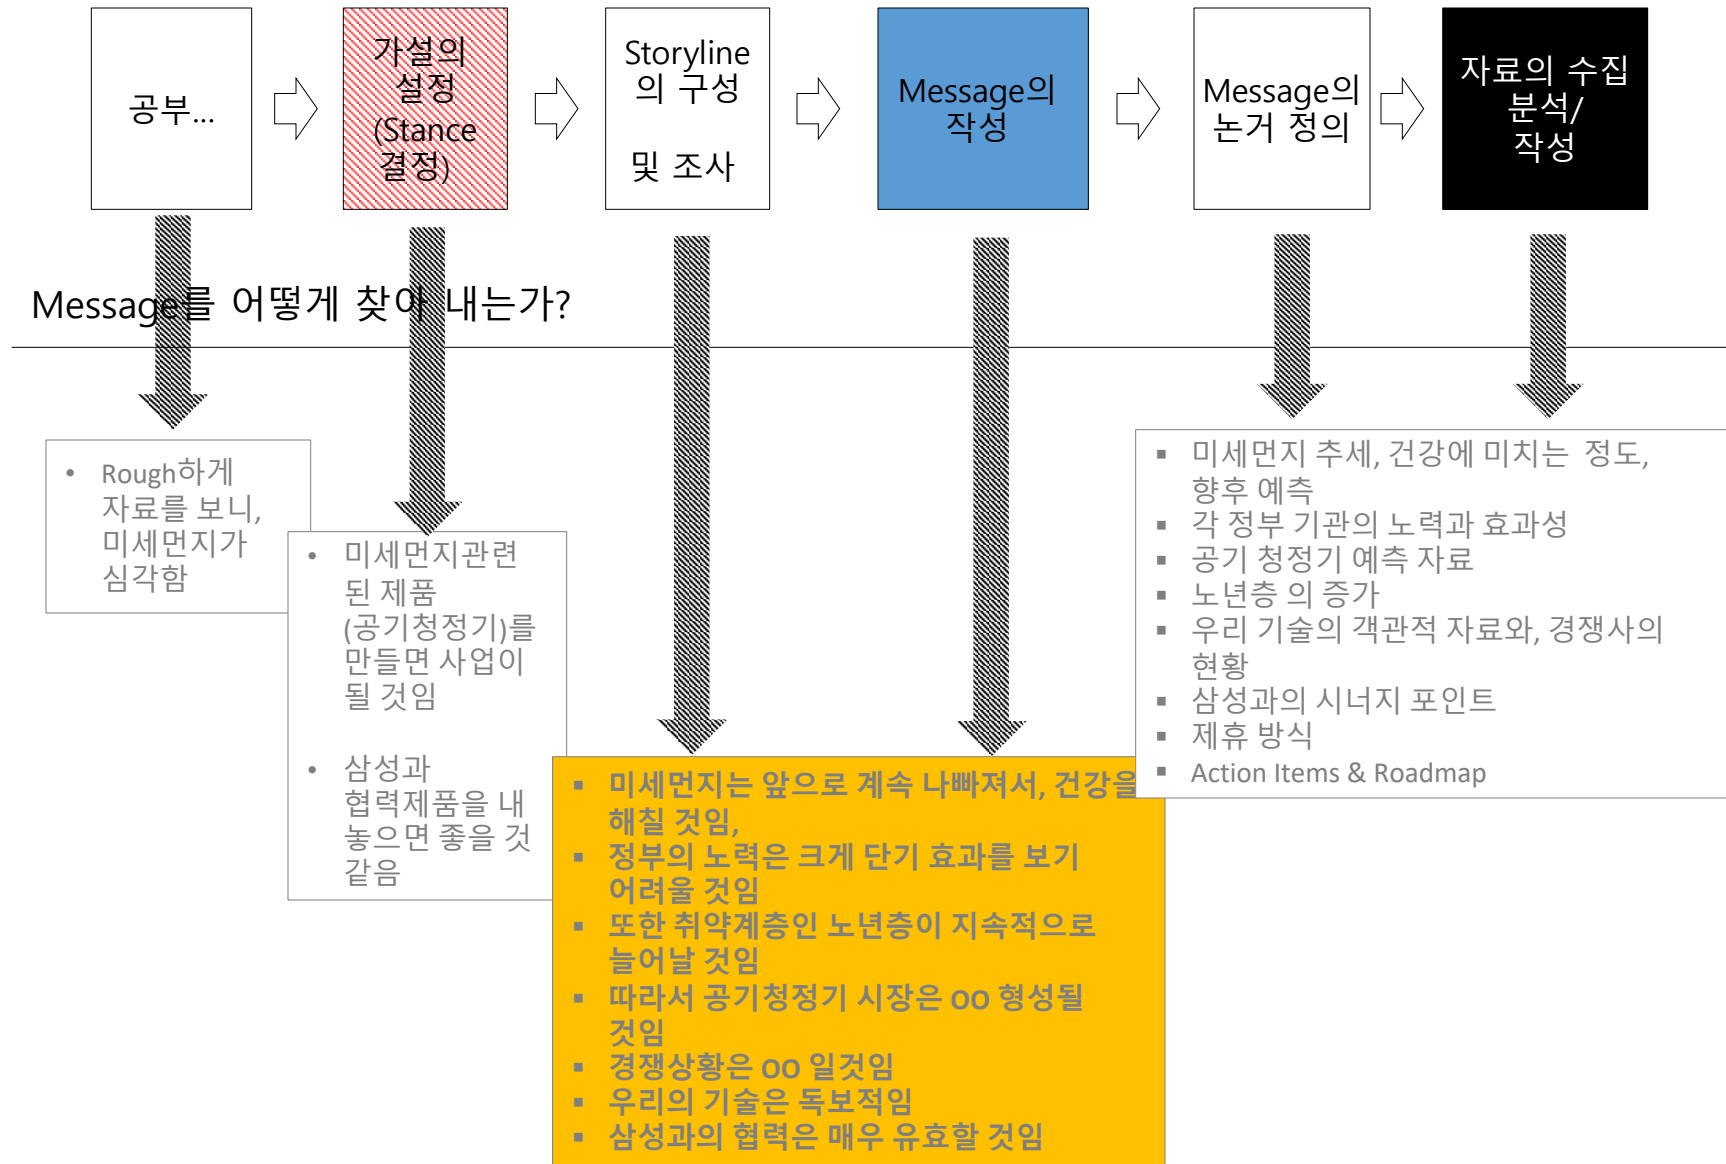 공부...
가설의
설정
(Stance
결정)
Storyline
의 구성
및 조사
Message의
작성
Message의
논거 정의
자료의 수집
분석/
작성
Message를 어떻게 찾아 내는가?
• Rough하게
자료를 보니,
미세먼지가
심각함
• 미세먼지관련
된 제품
(공기청정기)를
만들면 사업이
될 것임
• 삼성과
협력제품을 내
놓으면 좋을 것
같음
▪ 미세먼지는 앞으로 계속 나빠져서, 건강을
해칠 것임,
▪ 정부의 노력은 크게 단기 효과를 보기
어려울 것임
▪ 또한 취약계층인 노년층이 지속적으로
늘어날 것임
▪ 따라서 공기청정기 시장은 OO 형성될
것임
▪ 경쟁상황은 OO 일것임
▪ 우리의 기술은 독보적임
▪ 삼성과의 협력은 매우 유효할 것임
▪ 미세먼지 추세, 건강에 미치는 정도,
향후 예측
▪ 각 정부 기관의 노력과 효과성
▪ 공기 청정기 예측 자료
▪ 노년층 의 증가
▪ 우리 기술의 객관적 자료와, 경쟁사의
현황
▪ 삼성과의 시너지 포인트
▪ 제휴 방식
▪ Action Items & Roadmap